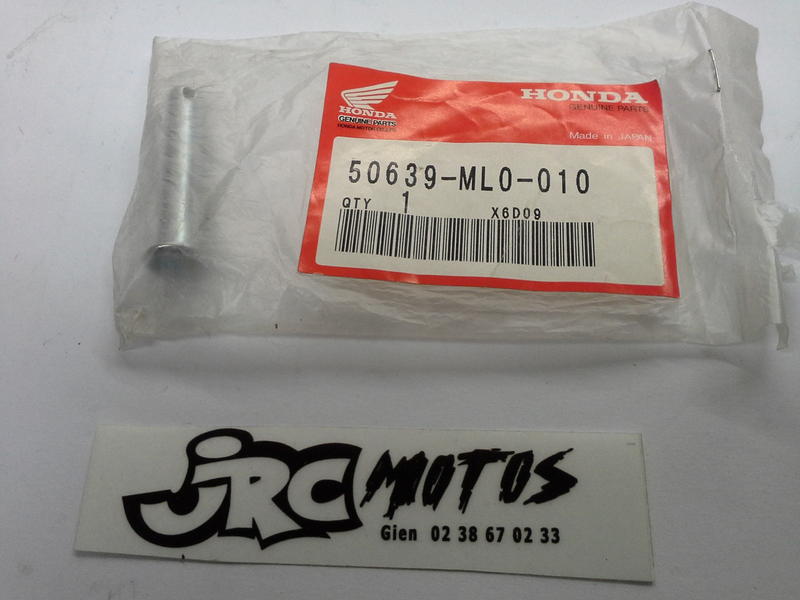 HONDA
GENUINE PARTS
HONDA MOTOR CO., LTD.
HONDA
GENUINE PARTS
Made in JAPAN
50639-ML0-010
QTY 1 X6D09
JRC MOTOS
Gien 02 38 67 02 33